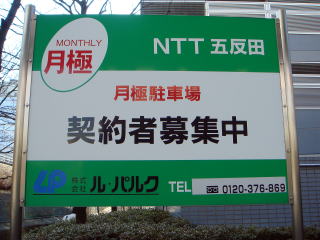 MONTHLY
月極
NTT 五反田
月極駐車場
契約者募集中
LP 株式会社 ル・パルク TEL 0120-376-869